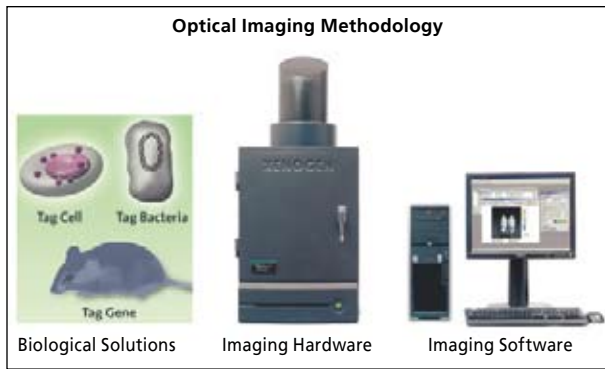 Optical Imaging Methodology
XENOGEN
Tag Cell
Tag Bacteria
Tag Gene
Biological Solutions
Imaging Hardware
Imaging Software